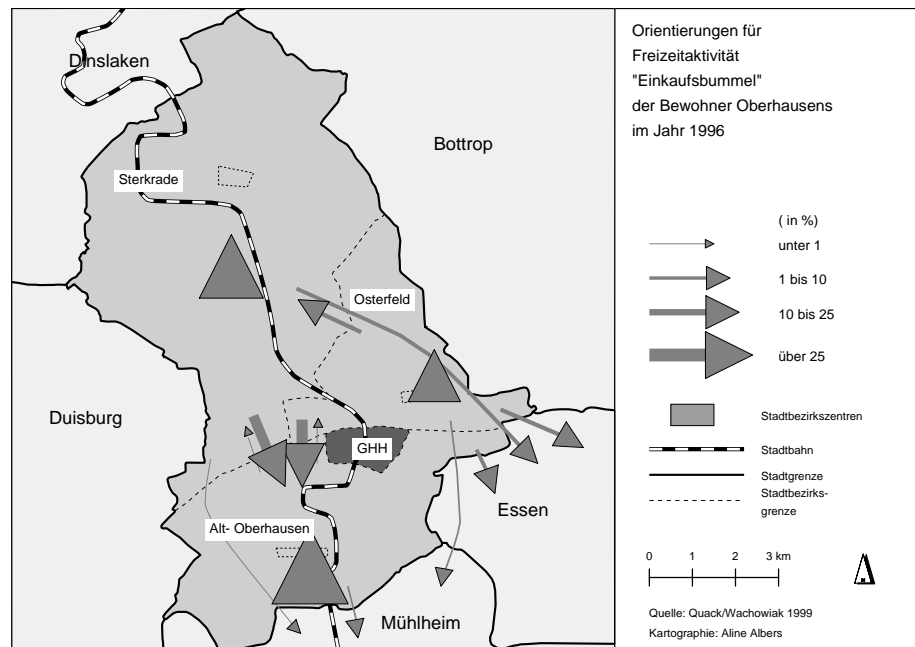 Dinslaken
Bottrop
Sterkrade
Osterfeld
Duisburg
GHH
Essen
Alt- Oberhausen
Mühlheim
Orientierungen für
Freizeitaktivität
"Einkaufsbummel"
der Bewohner Oberhausens
im Jahr 1996
( in %)
unter 1
1 bis 10
10 bis 25
über 25
Stadtbezirkszentren
Stadtbahn
Stadtgrenze
Stadtbezirks-
grenze
0 1 2 3 km
Quelle: Quack/Wachowiak 1999
Kartographie: Aline Albers